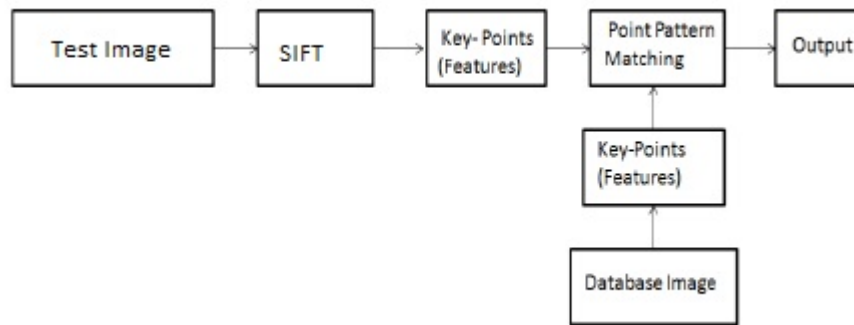 Test Image
SIFT
Key- Points
(Features)
Point Pattern
Matching
Output
Key-Points
(Features)
Database Image